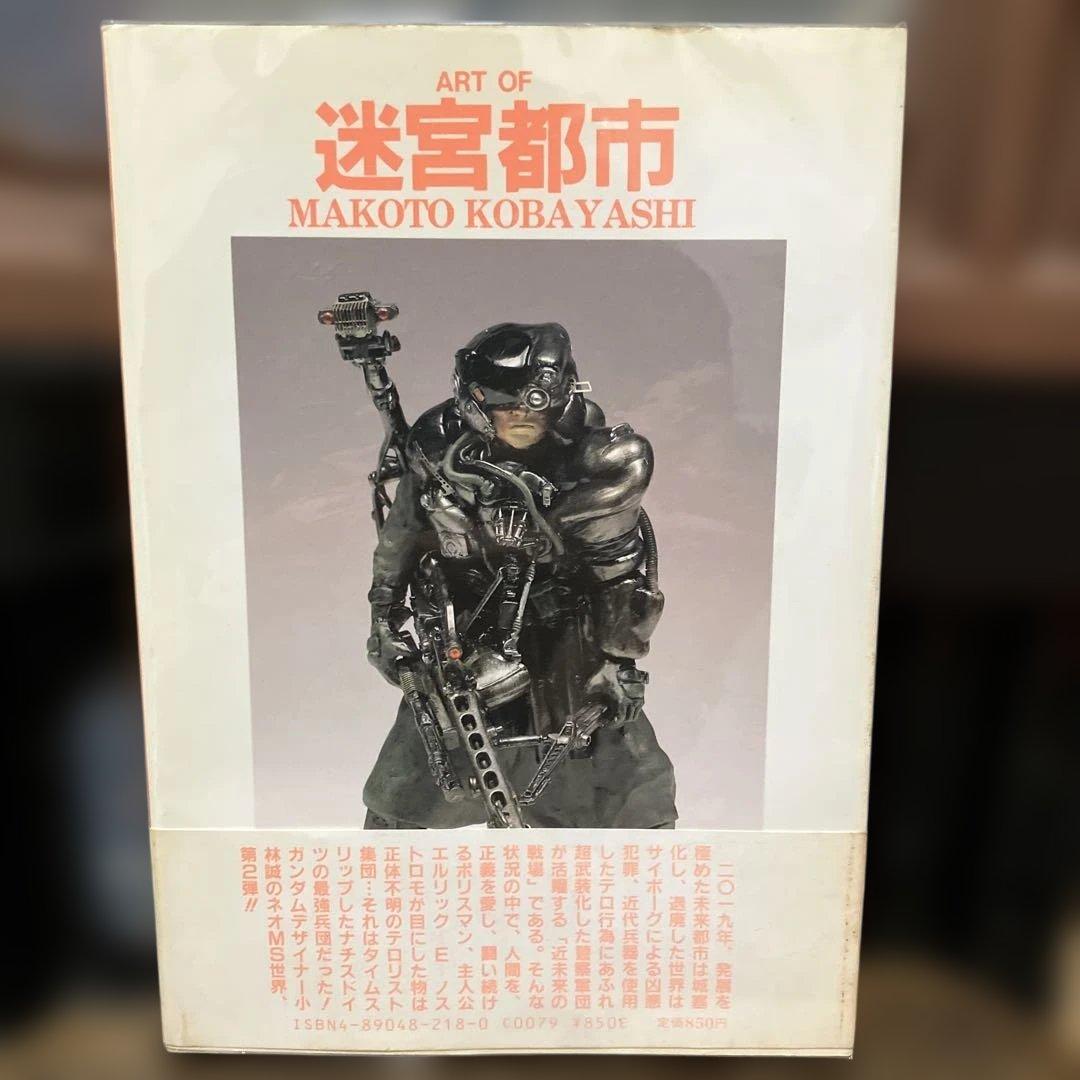 ART OF
迷宮都市
MAKOTO KOBAYASHI
二〇一九年、発展を
極めた未来都市は城塞
化し、退廃した世界は
サイボーグによる凶悪
犯罪、近代兵器を使用
したテロ行為にあふれ
超武装化した警察軍団
が活躍する「近未来の
戦場」である。そんな
状況の中で、人間を、
正義を愛し、闘い続け
るポリスマン、主人公
エルリック・E・ノス
トロモが目にした物は
正体不明のテロリスト
集団…それはタイムス
リップしたナチスドイ
ツの最強兵団だった!
ガンダムデザイナー小
林誠のネオMS世界、
第2弾!!
ISBN4-89048-218-0 C0079 ¥850E 定価850円